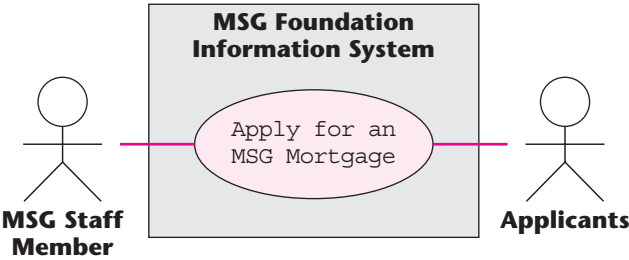 MSG Foundation
Information System
Apply for an
MSG Mortgage
MSG Staff
Member
Applicants